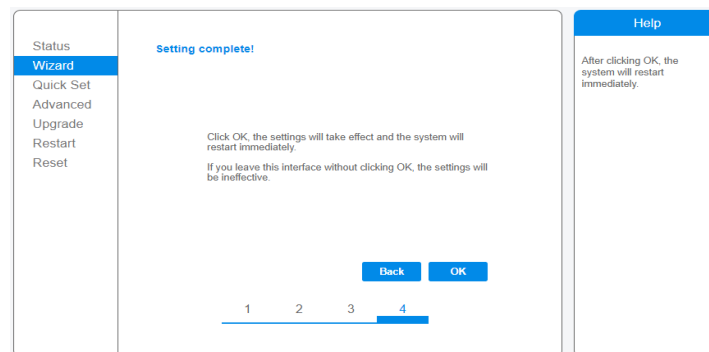 Status
Wizard
Quick Set
Advanced
Upgrade
Restart
Reset
Setting complete!
Click OK, the settings will take effect and the system will
restart immediately.
If you leave this interface without clicking OK, the settings will
be ineffective.
Back
OK
1 2 3 4
Help
After clicking OK, the
system will restart
immediately.